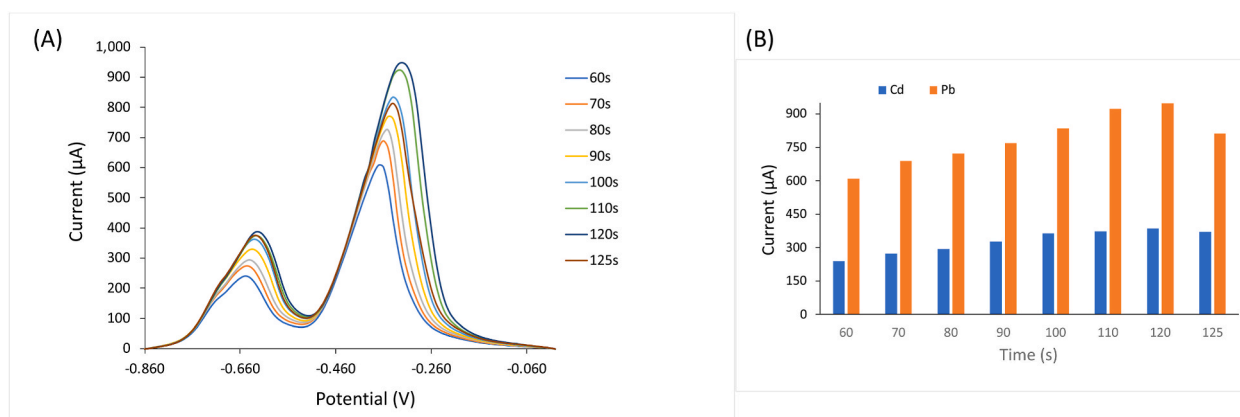 (A)
1,000
900
800
700
600
500
400
300
200
100
0
-0.860 -0.660 -0.460 -0.260 -0.060
Current (µA)
Potential (V)
60s
70s
80s
90s
100s
110s
120s
125s
(B)
Cd Pb
900
750
600
450
300
150
0
60 70 80 90 100 110 120 125
Current (µA)
Time (s)